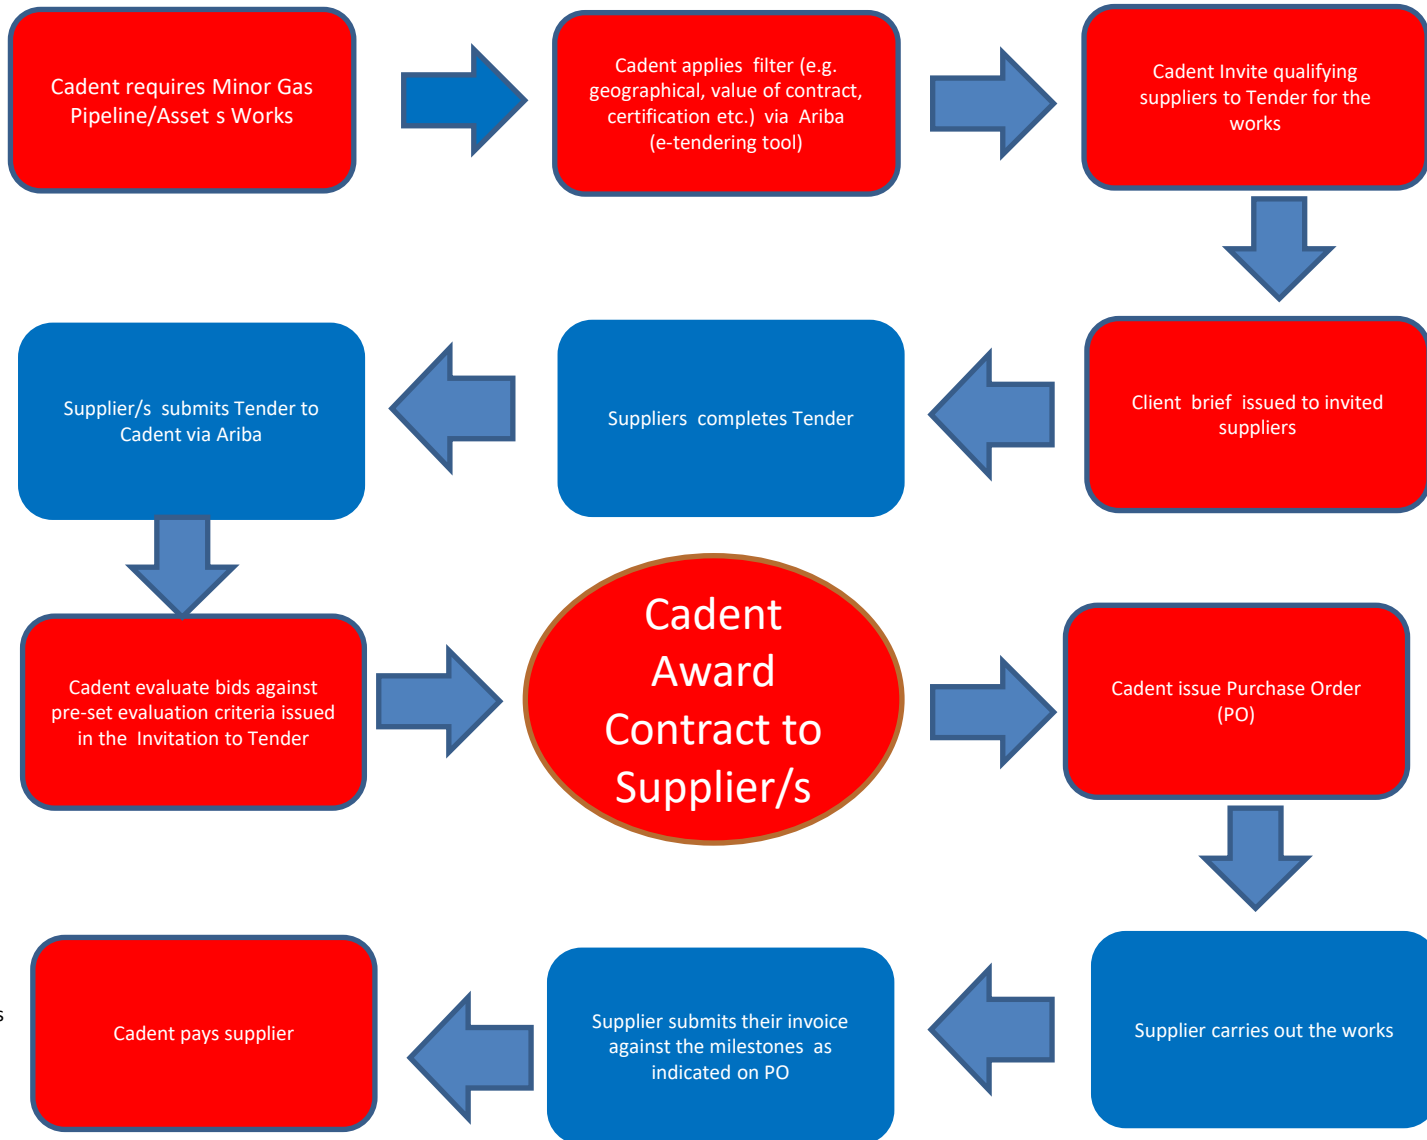 Cadent requires Minor Gas
Pipeline/Asset s Works
Cadent applies filter (e.g.
geographical, value of contract,
certification etc.) via Ariba
(e-tendering tool)
Cadent Invite qualifying
suppliers to Tender for the
works
Client brief issued to invited
suppliers
Suppliers completes Tender
Supplier/s submits Tender to
Cadent via Ariba
Cadent evaluate bids against
pre-set evaluation criteria issued
in the Invitation to Tender
Cadent
Award
Contract to
Supplier/s
Cadent issue Purchase Order
(PO)
Supplier carries out the works
Supplier submits their invoice
against the milestones as
indicated on PO
Cadent pays supplier
s